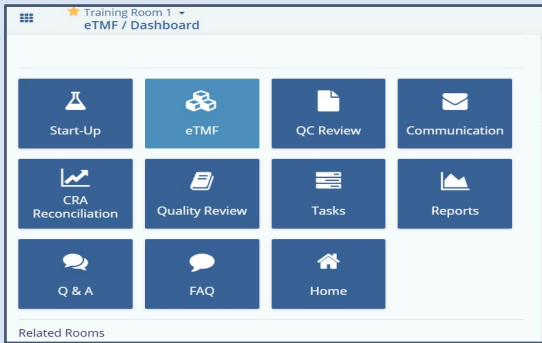 Training Room 1
eTMF / Dashboard
Start-Up
eTMF
QC Review
Communication
CRA
Reconciliation
Quality Review
Tasks
Reports
Q & A
FAQ
Home
Related Rooms